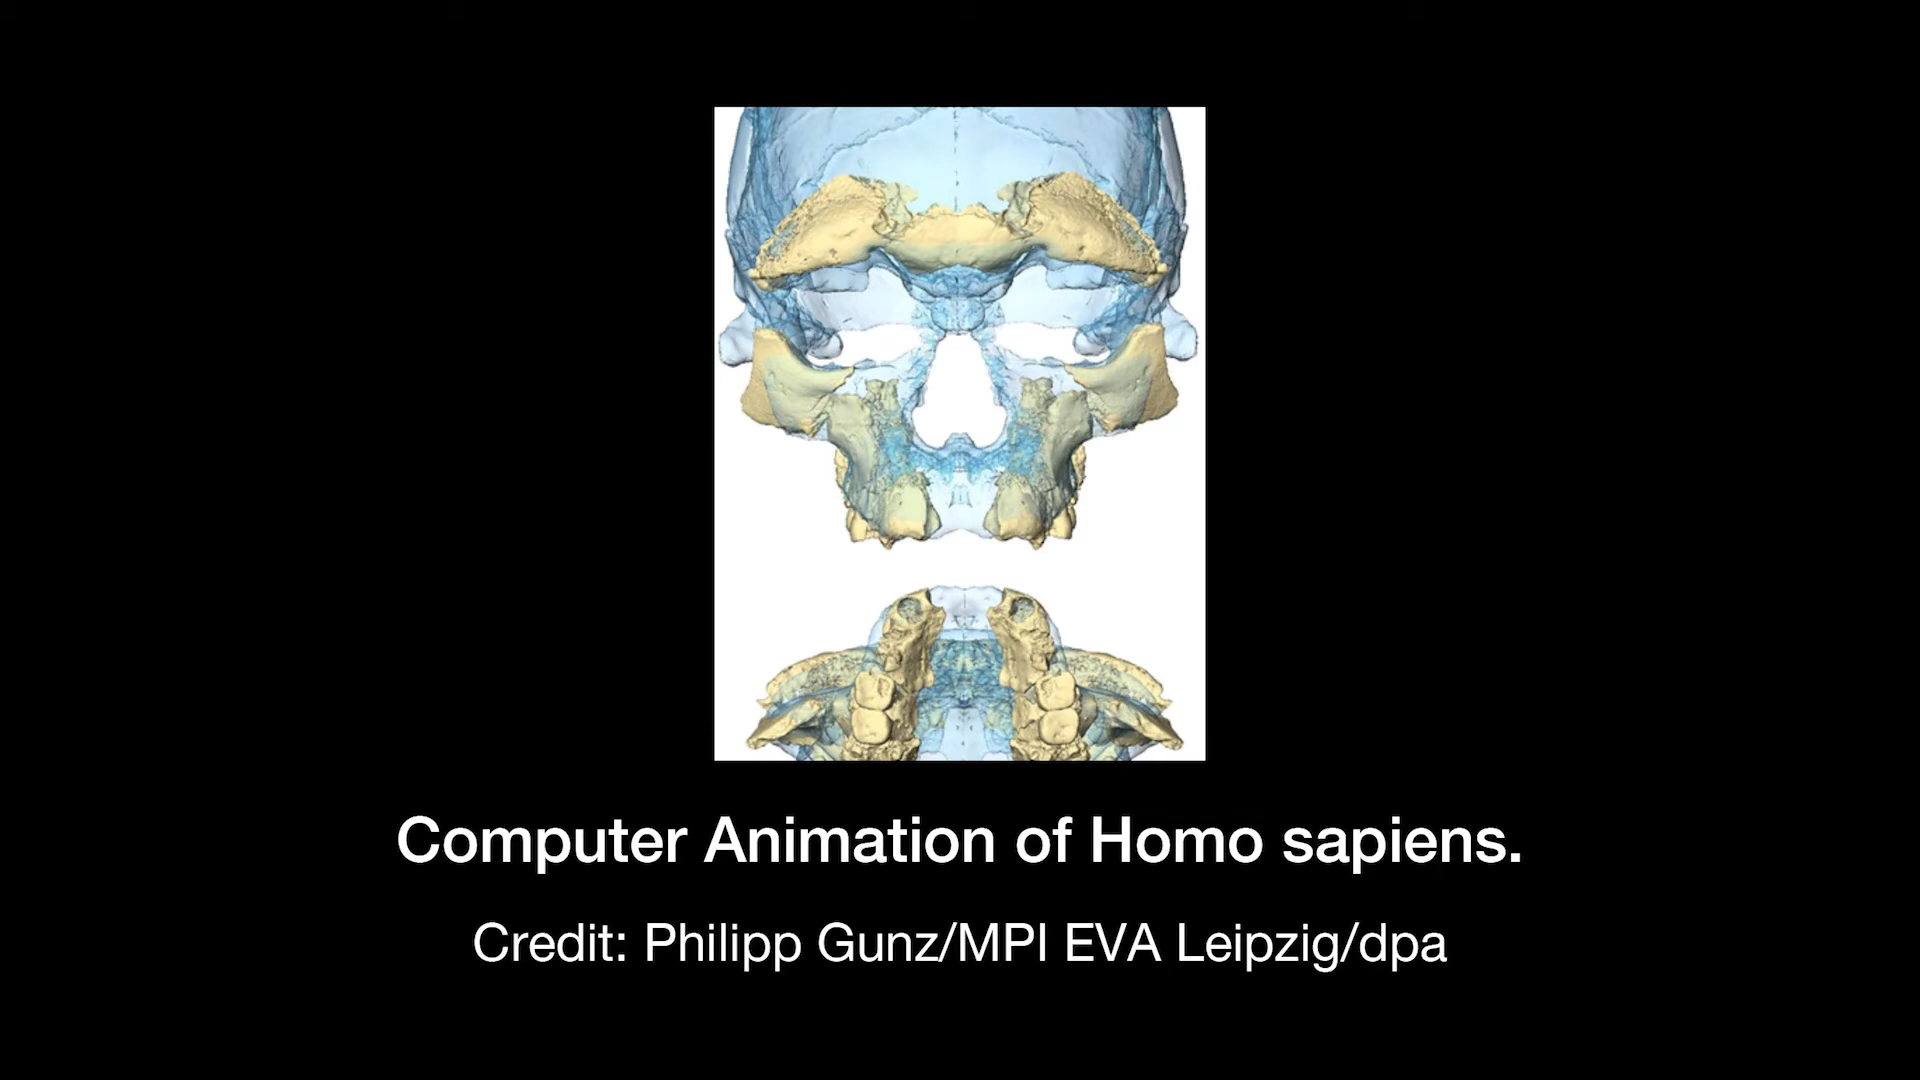 Computer Animation of Homo sapiens.
Credit: Philipp Gunz/MPI EVA Leipzig/dpa